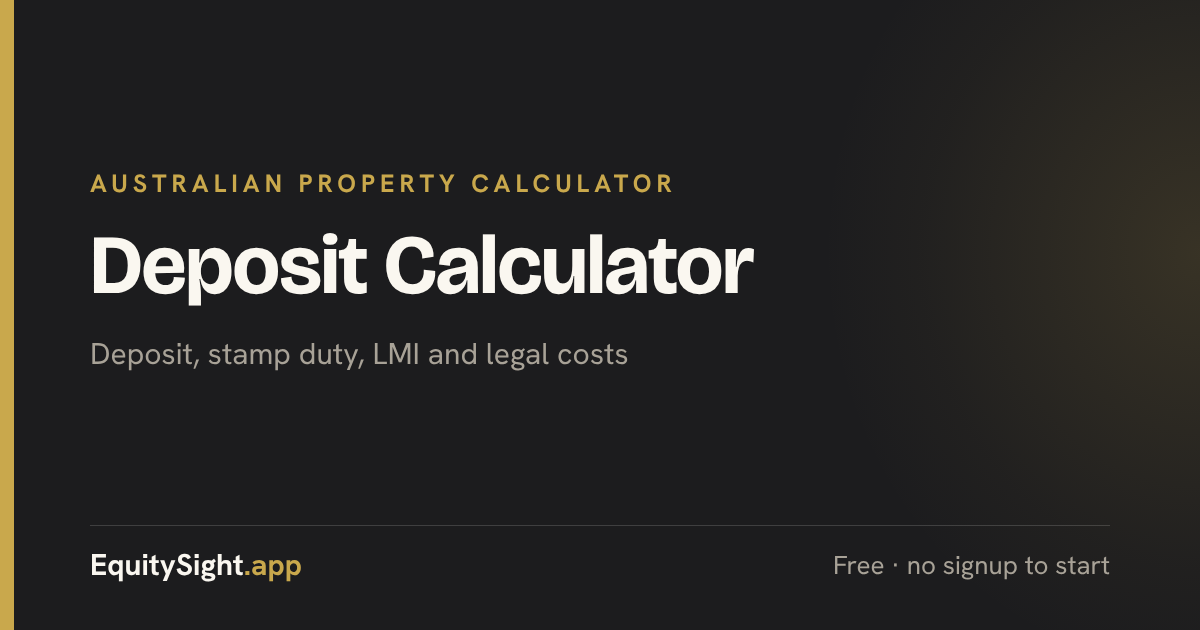 AUSTRALIAN PROPERTY CALCULATOR
Deposit Calculator
Deposit, stamp duty, LMI and legal costs
EquitySight.app
Free · no signup to start